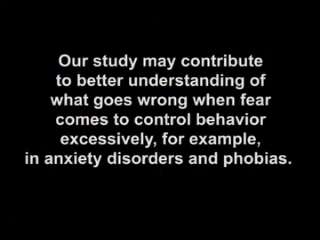 Our study may contribute
to better understanding of
what goes wrong when fear
comes to control behavior
excessively, for example,
in anxiety disorders and phobias.